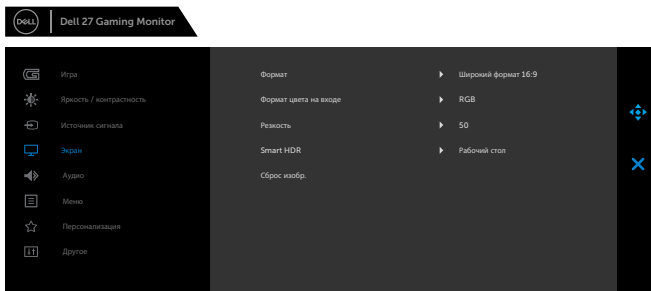 DELL
Dell 27 Gaming Monitor
Игра
Формат
Широкий формат 16:9
Яркость / контрастность
Формат цвета на входе
RGB
Источник сигнала
Резкость
50
Экран
Smart HDR
Рабочий стол
Аудио
Сброс изобр.
Меню
Персонализация
Другое